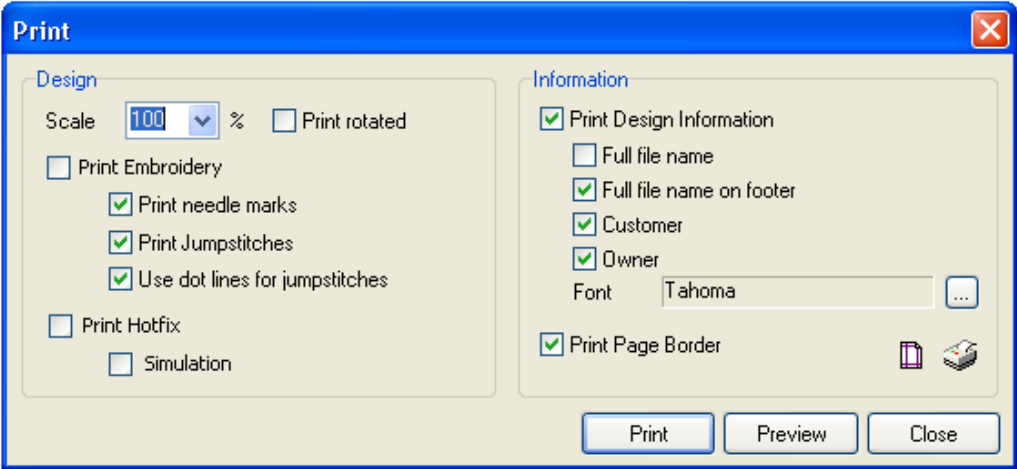 Print
Design
Scale 100 % Print rotated
Print Embroidery
Print needle marks
Print Jumpstitches
Use dot lines for jumpstitches
Print Hotfix
Simulation
Information
Print Design Information
Full file name
Full file name on footer
Customer
Owner
Font Tahoma ...
Print Page Border
Print Preview Close